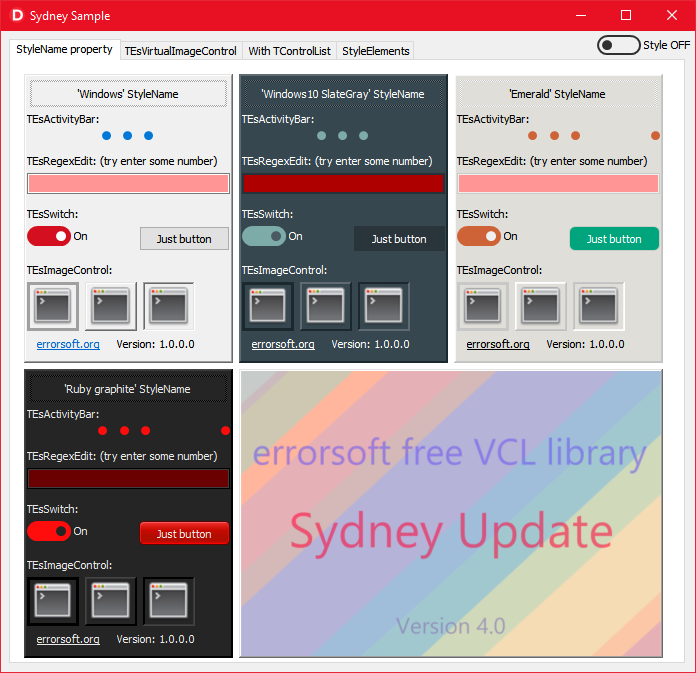 D Sydney Sample
StyleName property TEsVirtualImageControl With TControlList StyleElements Style OFF
'Windows' StyleName
TEsActivityBar:
TEsRegexEdit: (try enter some number)
TEsSwitch:
On Just button
TEsImageControl:
errorsoft.org Version: 1.0.0.0
'Windows10 SlateGray' StyleName
TEsActivityBar:
TEsRegexEdit: (try enter some number)
TEsSwitch:
On Just button
TEsImageControl:
errorsoft.org Version: 1.0.0.0
'Emerald' StyleName
TEsActivityBar:
TEsRegexEdit: (try enter some number)
TEsSwitch:
On Just button
TEsImageControl:
errorsoft.org Version: 1.0.0.0
'Ruby graphite' StyleName
TEsActivityBar:
TEsRegexEdit: (try enter some number)
TEsSwitch:
On Just button
TEsImageControl:
errorsoft.org Version: 1.0.0.0
errorsoft free VCL library
Sydney Update
Version 4.0